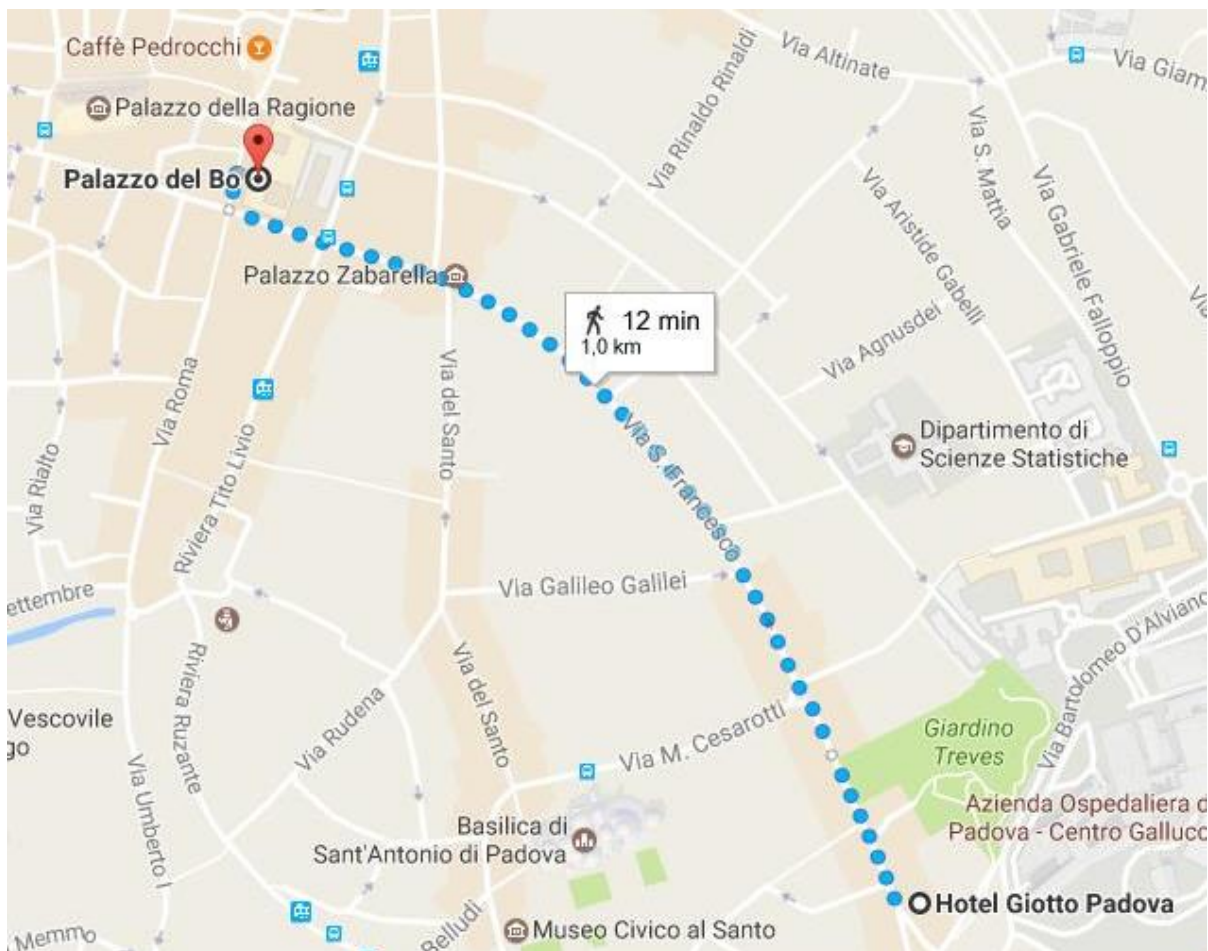 Caffè Pedrocchi
Via Altinate
Via Giam
Palazzo della Ragione
Via Rinaldo Rinaldi
Palazzo del Bo
Via S. Mattia
Via Gabriele Falloppio
Via Aristide Gabelli
Palazzo Zabarella
12 min
1,0 km
Via Agnusdei
Via Roma
Via del Santo
Via S. Francesco
Dipartimento di
Scienze Statistiche
Via Rialto
Riviera Tito Livio
Via Galileo Galilei
ettembre
Via Bartolomeo D'Alviano
Riviera Ruzante
Via Rudena
Via del Santo
Vescovile
go
Via M. Cesarotti
Giardino
Treves
Via Umberto I
Basilica di
Sant'Antonio di Padova
Azienda Ospedaliera d
Padova - Centro Gallucc
Hotel Giotto Padova
Memmo
Belludi
Museo Civico al Santo